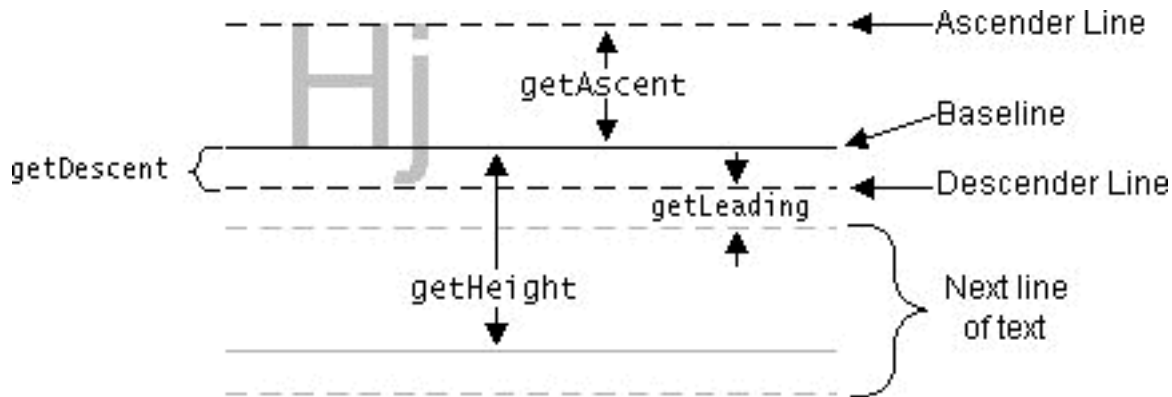 Hj
Ascender Line
getAscent
Baseline
getDescent
Descender Line
getLeading
getHeight
Next line
of text